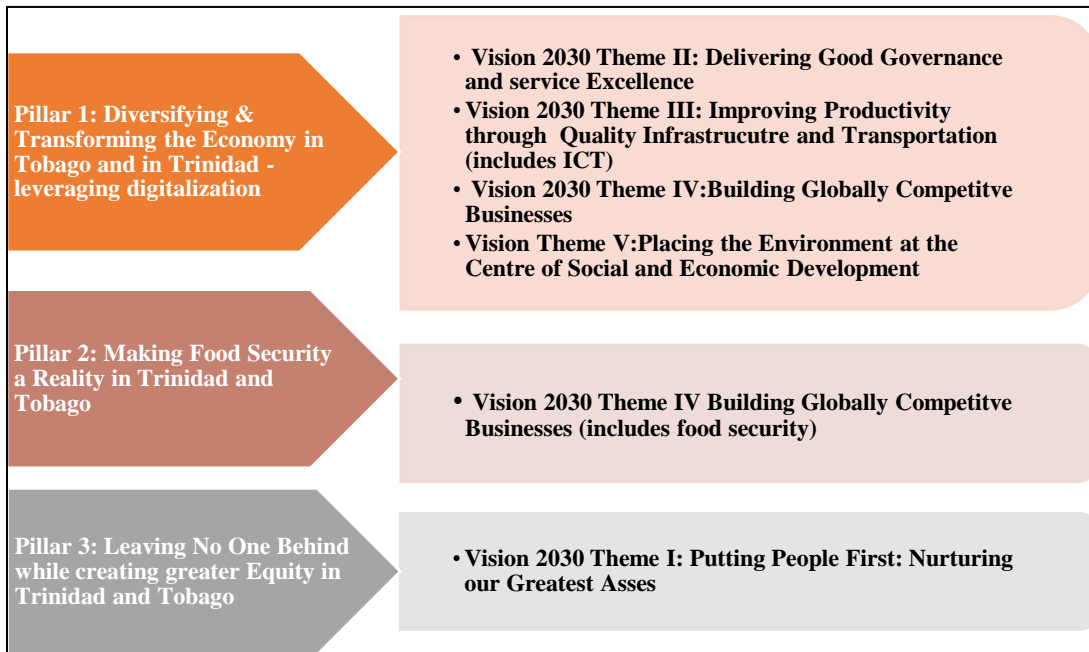 Pillar 1: Diversifying &
Transforming the Economy in
Tobago and in Trinidad -
leveraging digitalization
• Vision 2030 Theme II: Delivering Good Governance
and service Excellence
• Vision 2030 Theme III: Improving Productivity
through Quality Infrastrucutre and Transportation
(includes ICT)
• Vision 2030 Theme IV:Building Globally Competitve
Businesses
• Vision Theme V:Placing the Environment at the
Centre of Social and Economic Development
Pillar 2: Making Food Security
a Reality in Trinidad and
Tobago
• Vision 2030 Theme IV Building Globally Competitve
Businesses (includes food security)
Pillar 3: Leaving No One Behind
while creating greater Equity in
Trinidad and Tobago
• Vision 2030 Theme I: Putting People First: Nurturing
our Greatest Asses